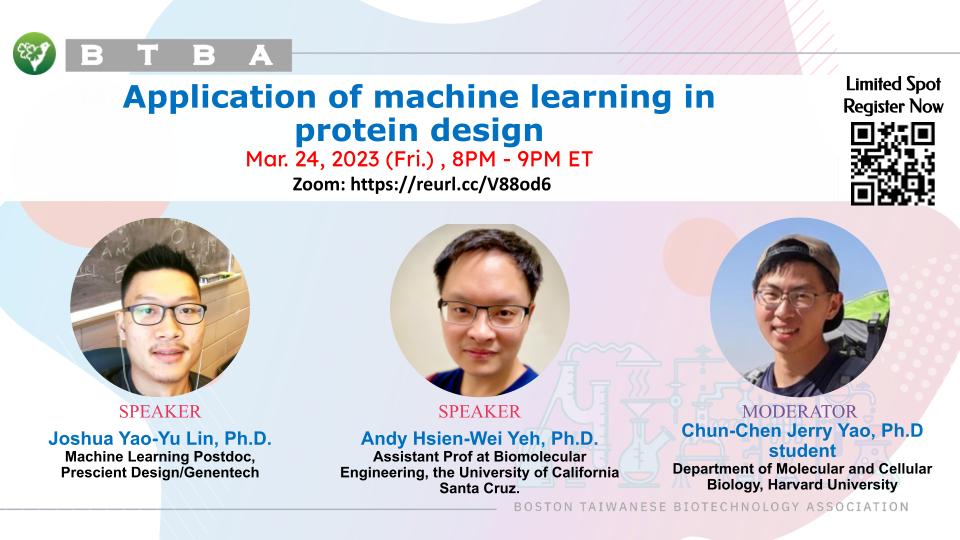 B T B A
Application of machine learning in
protein design
Mar. 24, 2023 (Fri.) , 8PM - 9PM ET
Zoom: https://reurl.cc/V88od6
Limited Spot
Register Now
SPEAKER
Joshua Yao-Yu Lin, Ph.D.
Machine Learning Postdoc,
Prescient Design/Genentech
SPEAKER
Andy Hsien-Wei Yeh, Ph.D.
Assistant Prof at Biomolecular
Engineering, the University of California
Santa Cruz.
MODERATOR
Chun-Chen Jerry Yao, Ph.D
student
Department of Molecular and Cellular
Biology, Harvard University
BOSTON TAIWANESE BIOTECHNOLOGY ASSOCIATION